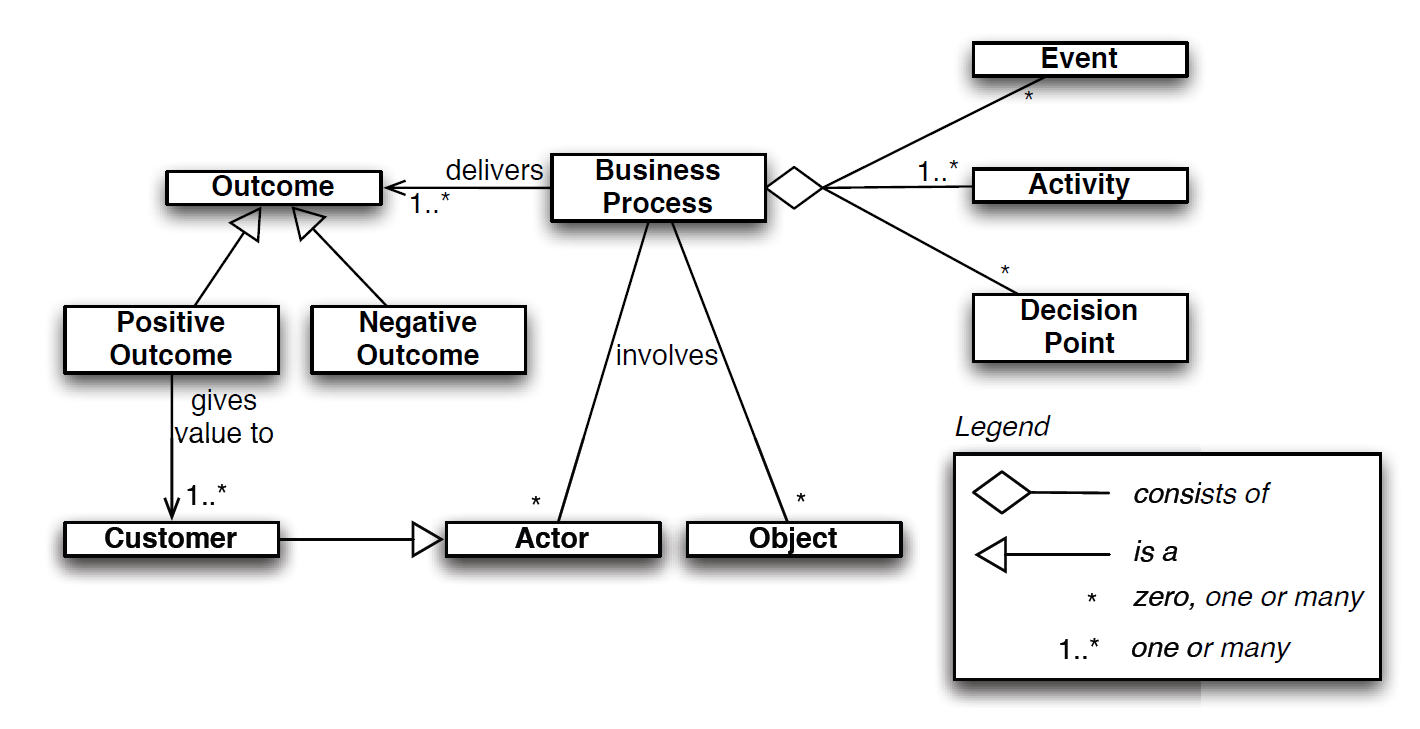 Event
*
delivers
Business
Process
1..*
Activity
Outcome
1..*
*
Decision
Point
Positive
Outcome
Negative
Outcome
involves
gives
value to
1..*
*
*
Customer
Actor
Object
Legend
consists of
is a
* zero, one or many
1..* one or many